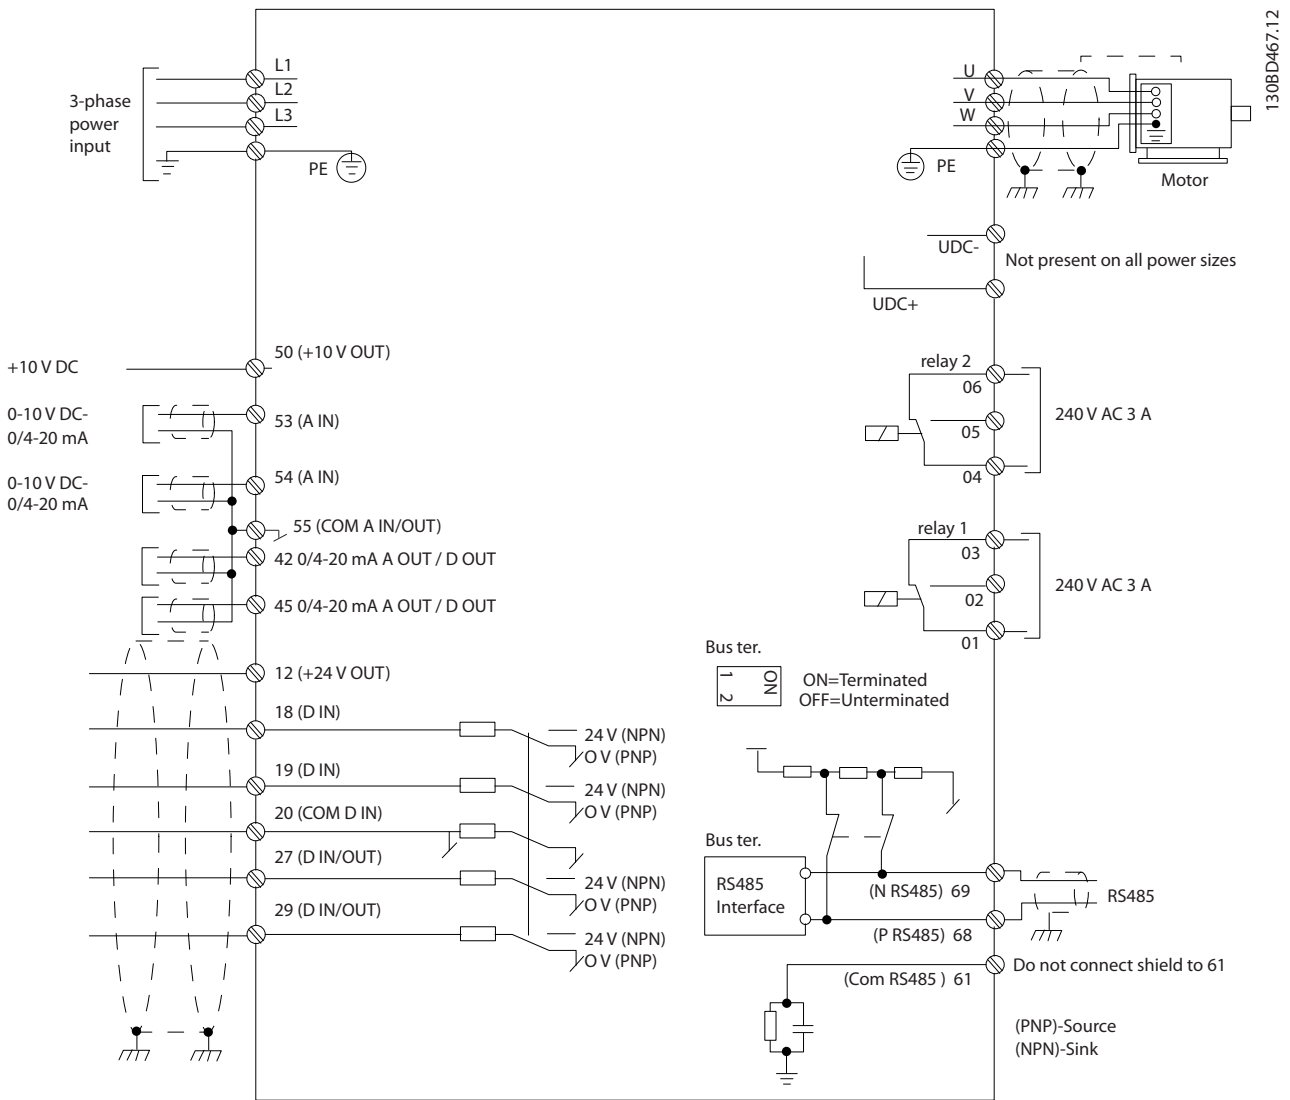 130BD467.12
L1
L2
L3
3-phase
power
input
PE
U
V
W
PE
Motor
UDC-
Not present on all power sizes
UDC+
+10 V DC
50 (+10 V OUT)
0-10 V DC-
0/4-20 mA
53 (A IN)
0-10 V DC-
0/4-20 mA
54 (A IN)
55 (COM A IN/OUT)
42 0/4-20 mA A OUT / D OUT
45 0/4-20 mA A OUT / D OUT
12 (+24 V OUT)
18 (D IN)
24 V (NPN)
O V (PNP)
19 (D IN)
24 V (NPN)
O V (PNP)
20 (COM D IN)
27 (D IN/OUT)
24 V (NPN)
O V (PNP)
29 (D IN/OUT)
24 V (NPN)
O V (PNP)
relay 2
06
05
04
240 V AC 3 A
relay 1
03
02
01
240 V AC 3 A
Bus ter.
1
2
ON
ON=Terminated
OFF=Unterminated
Bus ter.
RS485
Interface
(N RS485) 69
RS485
(P RS485) 68
(Com RS485 ) 61
Do not connect shield to 61
(PNP)-Source
(NPN)-Sink